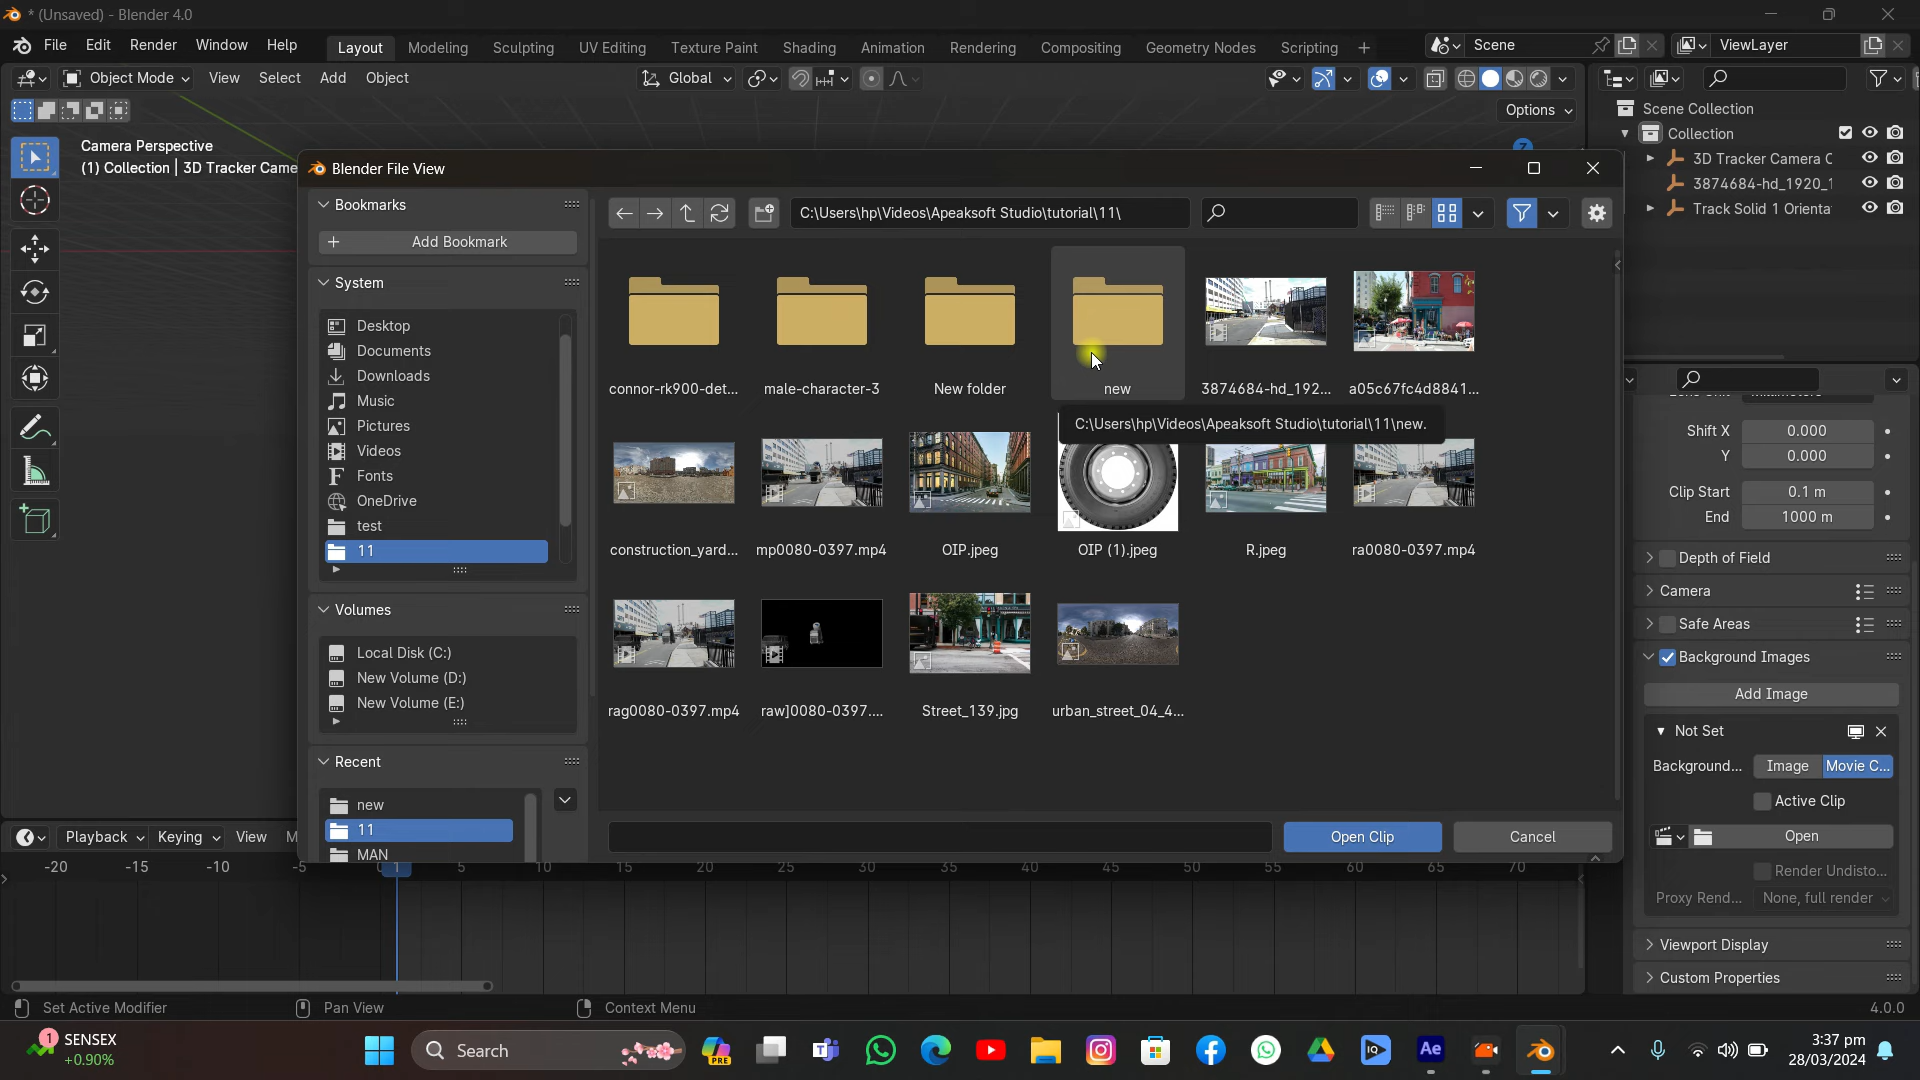 * (Unsaved) - Blender 4.0
File Edit Render Window Help Layout Modeling Sculpting UV Editing Texture Paint Shading Animation Rendering Compositing Geometry Nodes Scripting + Scene ViewLayer
Object Mode View Select Add Object Global
Options
Camera Perspective
(1) Collection | 3D Tracker Came
Scene Collection
Collection
3D Tracker Camera C
3874684-hd_1920_1
Track Solid 1 Orienta
Blender File View
Bookmarks
+ Add Bookmark
System
Desktop
Documents
Downloads
Music
Pictures
Videos
Fonts
OneDrive
test
11
Volumes
Local Disk (C:)
New Volume (D:)
New Volume (E:)
Recent
new
11
MAN
C:\Users\hp\Videos\Apeaksoft Studio\tutorial\11\
connor-rk900-det... male-character-3 New folder new 3874684-hd_192... a05c67fc4d8841...
C:\Users\hp\Videos\Apeaksoft Studio\tutorial\11\new.
construction_yard... mp0080-0397.mp4 OIP.jpeg OIP (1).jpeg R.jpeg ra0080-0397.mp4
rag0080-0397.mp4 raw]0080-0397.... Street_139.jpg urban_street_04_4...
Open Clip Cancel
Shift X 0.000
Y 0.000
Clip Start 0.1 m
End 1000 m
Depth of Field
Camera
Safe Areas
Background Images
Add Image
Not Set
Background... Image Movie C...
Active Clip
Open
Render Undisto...
Proxy Rend... None, full render
Viewport Display
Custom Properties
Playback Keying View M
-20 -15 -10 -5 1 5 10 15 20 25 30 35 40 45 50 55 60 65 70
Set Active Modifier Pan View Context Menu 4.0.0
1 SENSEX
+0.90%
Search
PRE
IQ
Ae
3:37 pm
28/03/2024